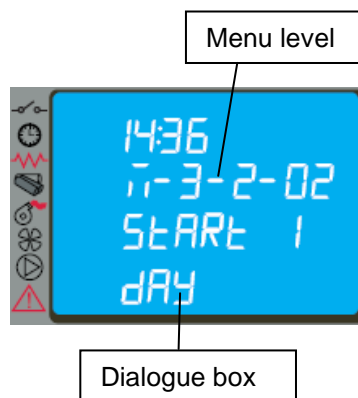 Menu level
14:36
n-3-2-02
StARt 1
dAY
Dialogue box